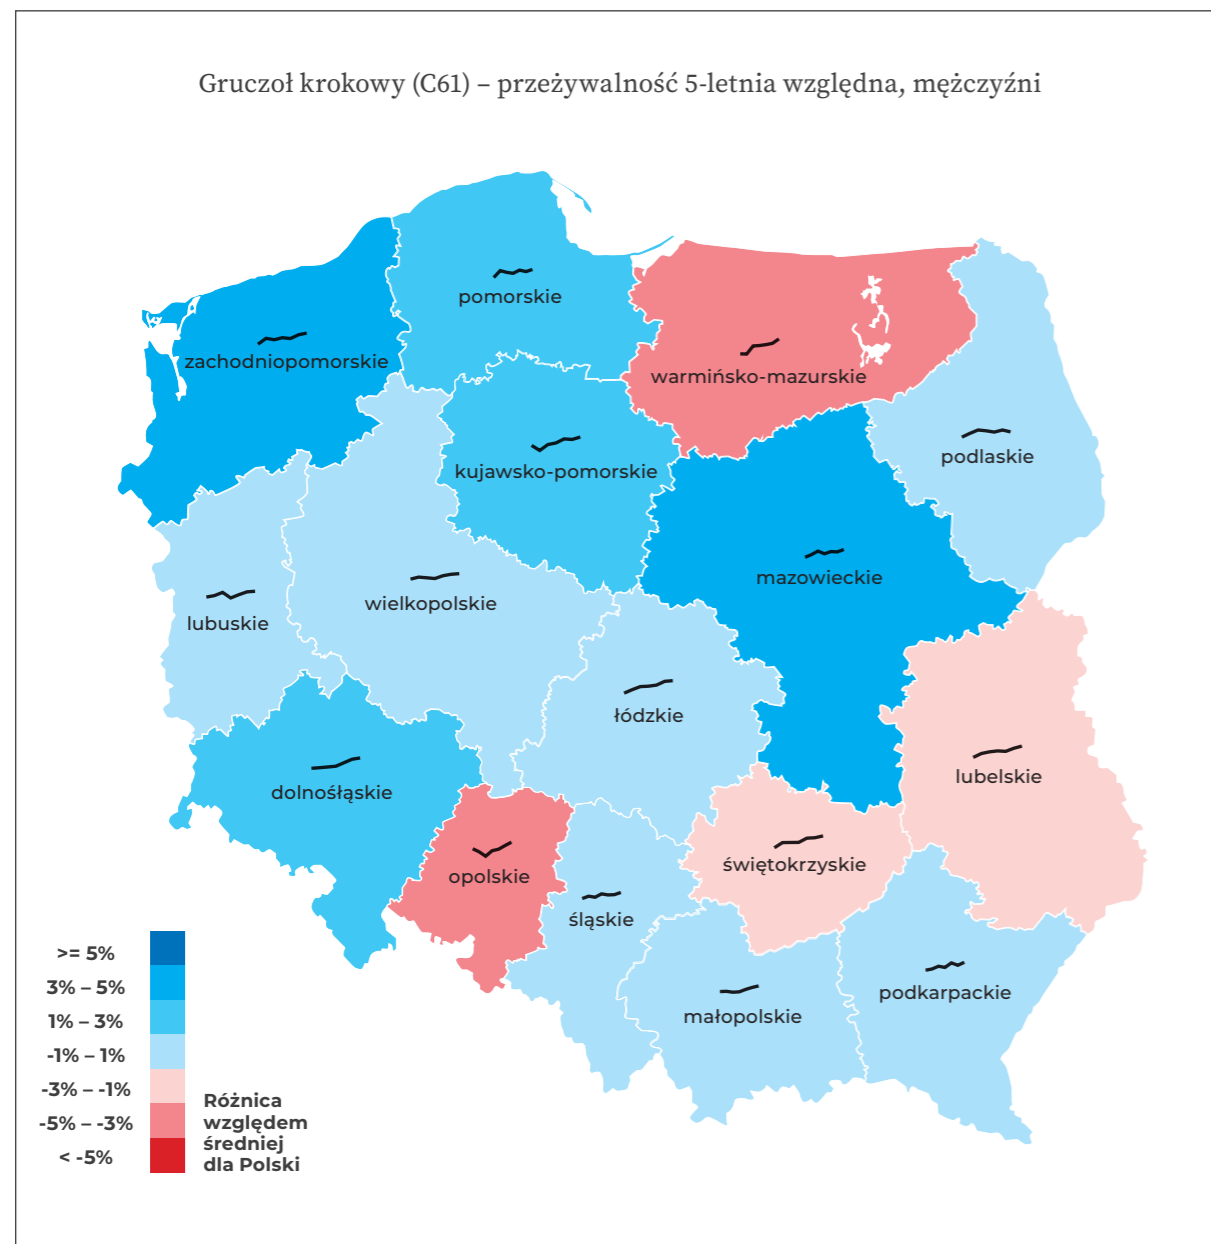 Gruczoł krokowy (C61) – przeżywalność 5-letnia względna, mężczyźni
pomorskie
zachodniopomorskie
warmińsko-mazurskie
kujawsko-pomorskie
podlaskie
mazowieckie
wielkopolskie
lubuskie
łódzkie
lubelskie
dolnośląskie
świętokrzyskie
opolskie
śląskie
podkarpackie
małopolskie
>= 5%
3% – 5%
1% – 3%
-1% – 1%
-3% – -1%
-5% – -3%
< -5%
Różnica
względem
średniej
dla Polski